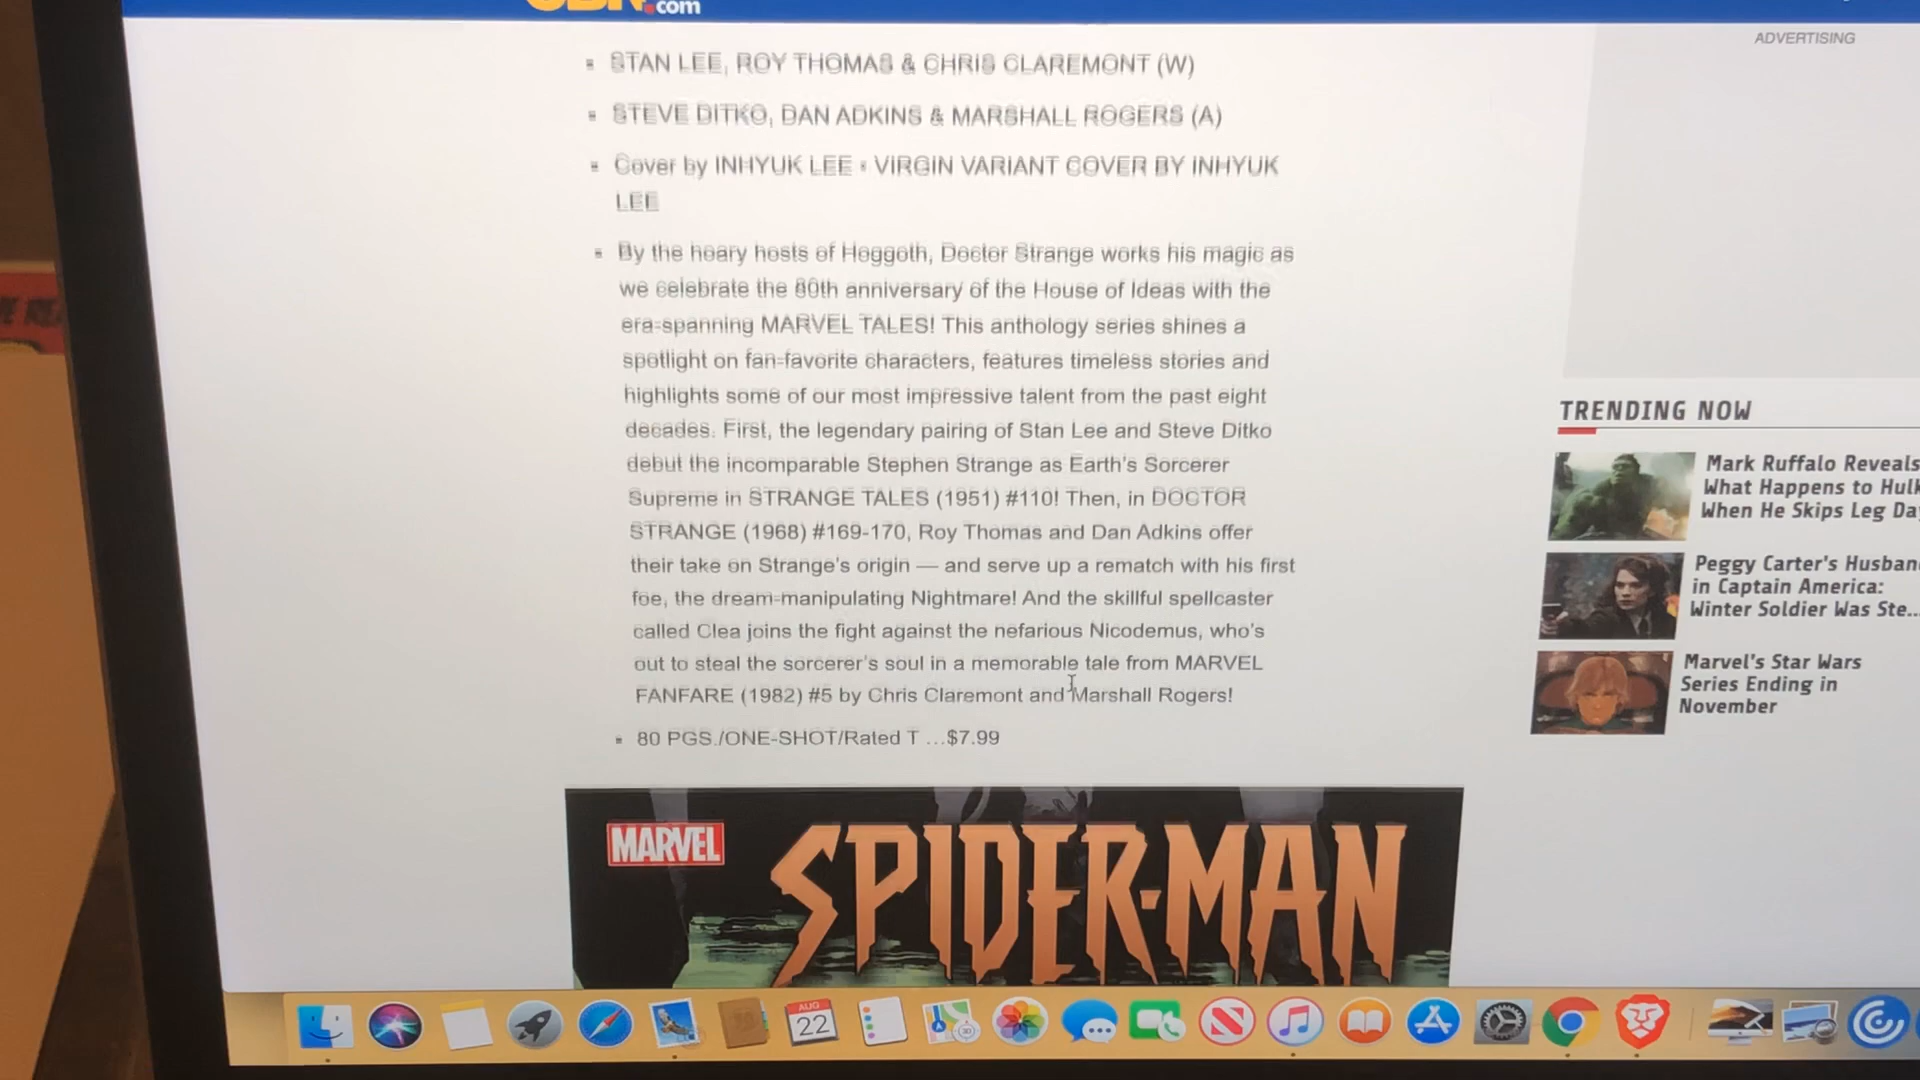 CBR.com
ADVERTISING
STAN LEE, ROY THOMAS & CHRIS CLAREMONT (W)
STEVE DITKO, DAN ADKINS & MARSHALL ROGERS (A)
Cover by INHYUK LEE • VIRGIN VARIANT COVER BY INHYUK
LEE
By the hoary hosts of Hoggoth, Doctor Strange works his magic as
we celebrate the 80th anniversary of the House of Ideas with the
era-spanning MARVEL TALES! This anthology series shines a
spotlight on fan-favorite characters, features timeless stories and
highlights some of our most impressive talent from the past eight
decades. First, the legendary pairing of Stan Lee and Steve Ditko
debut the incomparable Stephen Strange as Earth's Sorcerer
Supreme in STRANGE TALES (1951) #110! Then, in DOCTOR
STRANGE (1968) #169-170, Roy Thomas and Dan Adkins offer
their take on Strange's origin — and serve up a rematch with his first
foe, the dream-manipulating Nightmare! And the skillful spellcaster
called Clea joins the fight against the nefarious Nicodemus, who's
out to steal the sorcerer's soul in a memorable tale from MARVEL
FANFARE (1982) #5 by Chris Claremont and Marshall Rogers!
80 PGS./ONE-SHOT/Rated T …$7.99
TRENDING NOW
Mark Ruffalo Reveals
What Happens to Hulk
When He Skips Leg Da
Peggy Carter's Husban
in Captain America:
Winter Soldier Was Ste...
Marvel's Star Wars
Series Ending in
November
MARVEL
SPIDER-MAN
AUG
22